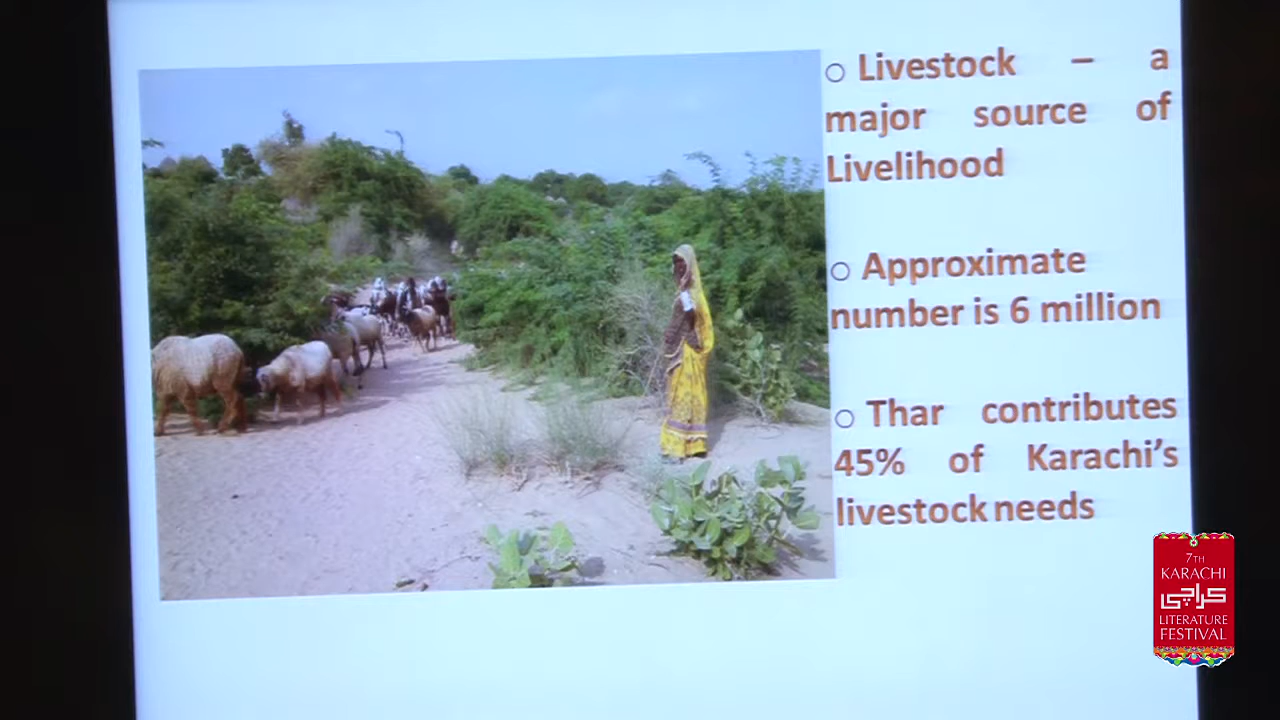 ○ Livestock – a
major source of
Livelihood
○ Approximate
number is 6 million
○ Thar contributes
45% of Karachi's
livestock needs
7TH
KARACHI
کراچی
LITERATURE
FESTIVAL